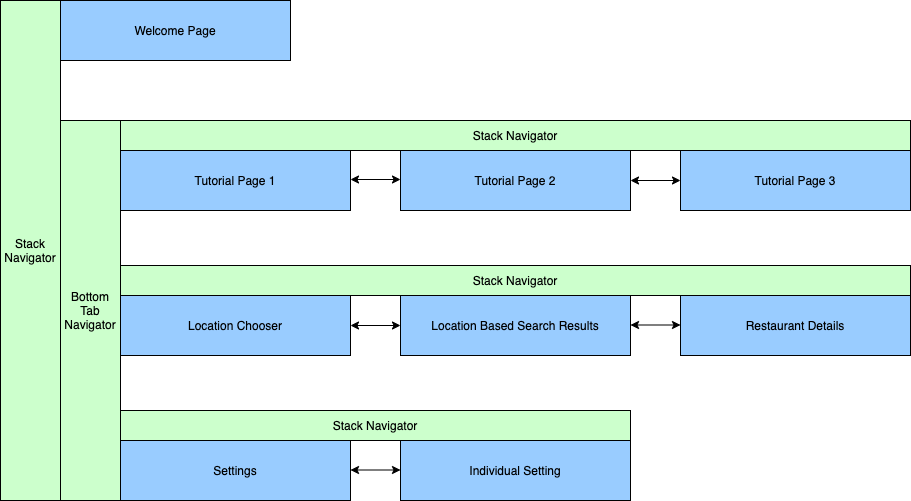 Welcome Page
Stack Navigator
Tutorial Page 1
Tutorial Page 2
Tutorial Page 3
Stack
Navigator
Bottom
Tab
Navigator
Stack Navigator
Location Chooser
Location Based Search Results
Restaurant Details
Stack Navigator
Settings
Individual Setting